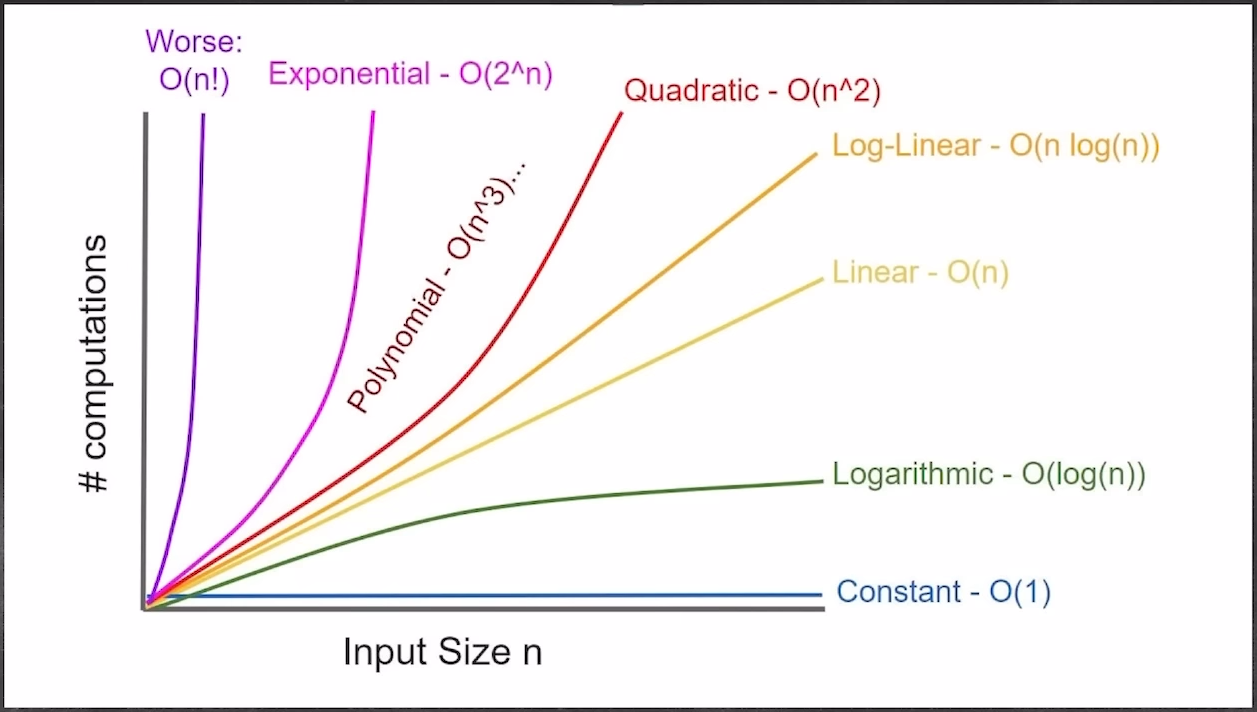 Worse:
O(n!)
Exponential - O(2^n)
Quadratic - O(n^2)
Log-Linear - O(n log(n))
Polynomial - O(n^3)...
Linear - O(n)
# computations
Logarithmic - O(log(n))
Constant - O(1)
Input Size n